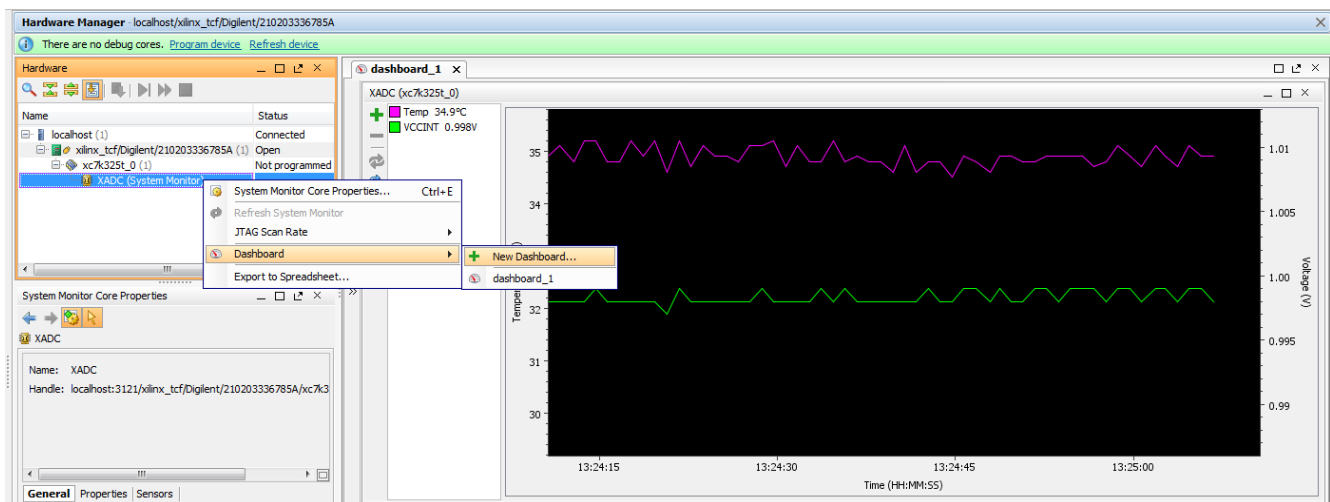 Hardware Manager - localhost/xilinx_tcf/Digilent/210203336785A
There are no debug cores. Program device Refresh device
Hardware
Name Status
localhost (1) Connected
xilinx_tcf/Digilent/210203336785A (1) Open
xc7k325t_0 (1) Not programmed
XADC (System Monitor)
System Monitor Core Properties... Ctrl+E
Refresh System Monitor
JTAG Scan Rate
Dashboard
Export to Spreadsheet...
New Dashboard...
dashboard_1
System Monitor Core Properties
XADC
Name: XADC
Handle: localhost:3121/xilinx_tcf/Digilent/210203336785A/xc7k3
General Properties Sensors
dashboard_1
XADC (xc7k325t_0)
Temp 34.9°C
VCCINT 0.998V
35
34
32
31
30
1.01
1.005
1.00
0.995
0.99
Voltage (V)
13:24:15 13:24:30 13:24:45 13:25:00
Time (HH:MM:SS)